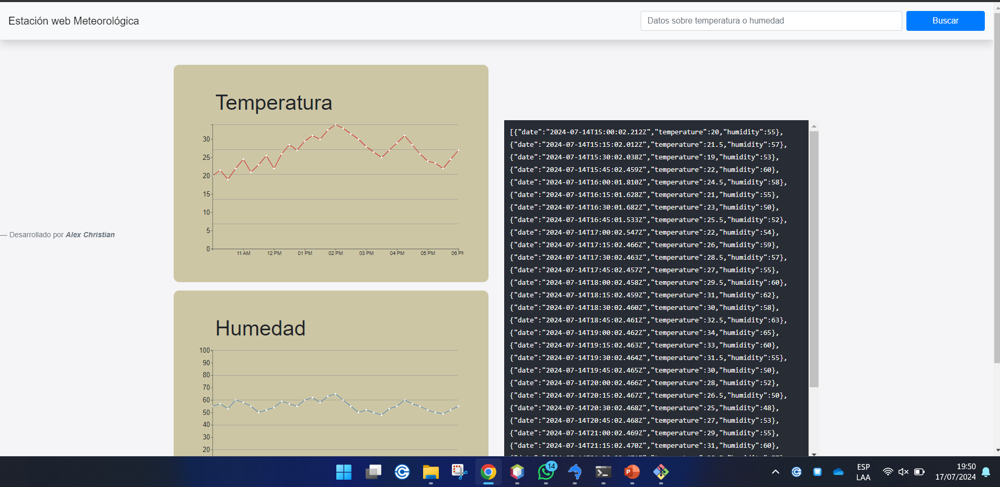 Estación web Meteorológica
Datos sobre temperatura o humedad
Buscar
Temperatura
30
25
20
15
10
5
0
11 AM 12 PM 01 PM 02 PM 03 PM 04 PM 05 PM 06 PM
— Desarrollado por Alex Christian
Humedad
100
90
80
70
60
50
40
30
20
[{"date":"2024-07-14T15:00:02.212Z","temperature":20,"humidity":55},
{"date":"2024-07-14T15:15:02.012Z","temperature":21.5,"humidity":57},
{"date":"2024-07-14T15:30:02.038Z","temperature":19,"humidity":53},
{"date":"2024-07-14T15:45:02.459Z","temperature":22,"humidity":60},
{"date":"2024-07-14T16:00:01.810Z","temperature":24.5,"humidity":58},
{"date":"2024-07-14T16:15:01.628Z","temperature":21,"humidity":55},
{"date":"2024-07-14T16:30:01.682Z","temperature":23,"humidity":50},
{"date":"2024-07-14T16:45:01.533Z","temperature":25.5,"humidity":52},
{"date":"2024-07-14T17:00:02.547Z","temperature":22,"humidity":54},
{"date":"2024-07-14T17:15:02.466Z","temperature":26,"humidity":59},
{"date":"2024-07-14T17:30:02.463Z","temperature":28.5,"humidity":57},
{"date":"2024-07-14T17:45:02.457Z","temperature":27,"humidity":55},
{"date":"2024-07-14T18:00:02.458Z","temperature":29.5,"humidity":60},
{"date":"2024-07-14T18:15:02.459Z","temperature":31,"humidity":62},
{"date":"2024-07-14T18:30:02.460Z","temperature":30,"humidity":58},
{"date":"2024-07-14T18:45:02.461Z","temperature":32.5,"humidity":63},
{"date":"2024-07-14T19:00:02.462Z","temperature":34,"humidity":65},
{"date":"2024-07-14T19:15:02.463Z","temperature":33,"humidity":60},
{"date":"2024-07-14T19:30:02.464Z","temperature":31.5,"humidity":55},
{"date":"2024-07-14T19:45:02.465Z","temperature":30,"humidity":50},
{"date":"2024-07-14T20:00:02.466Z","temperature":28,"humidity":52},
{"date":"2024-07-14T20:15:02.467Z","temperature":26.5,"humidity":50},
{"date":"2024-07-14T20:30:02.468Z","temperature":25,"humidity":48},
{"date":"2024-07-14T20:45:02.468Z","temperature":27,"humidity":53},
{"date":"2024-07-14T21:00:02.469Z","temperature":29,"humidity":55},
{"date":"2024-07-14T21:15:02.470Z","temperature":31,"humidity":60},
14
P
ESP
LAA
19:50
17/07/2024